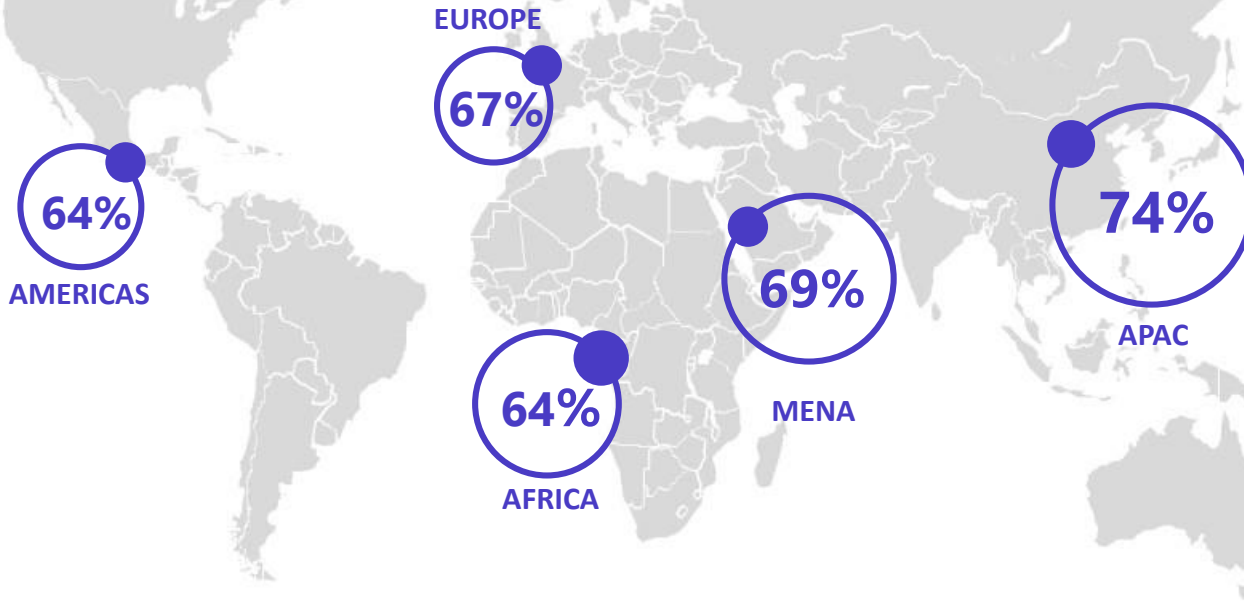 EUROPE
67%
64%
AMERICAS
74%
APAC
69%
MENA
64%
AFRICA